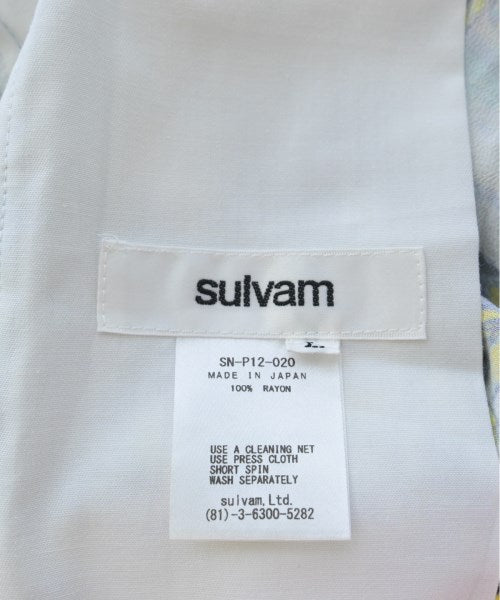 sulvam
SN-P12-020
MADE IN JAPAN
100% RAYON
USE A CLEANING NET
USE PRESS CLOTH
SHORT SPIN
WASH SEPARATELY
sulvam,Ltd.
(81)-3-6300-5282